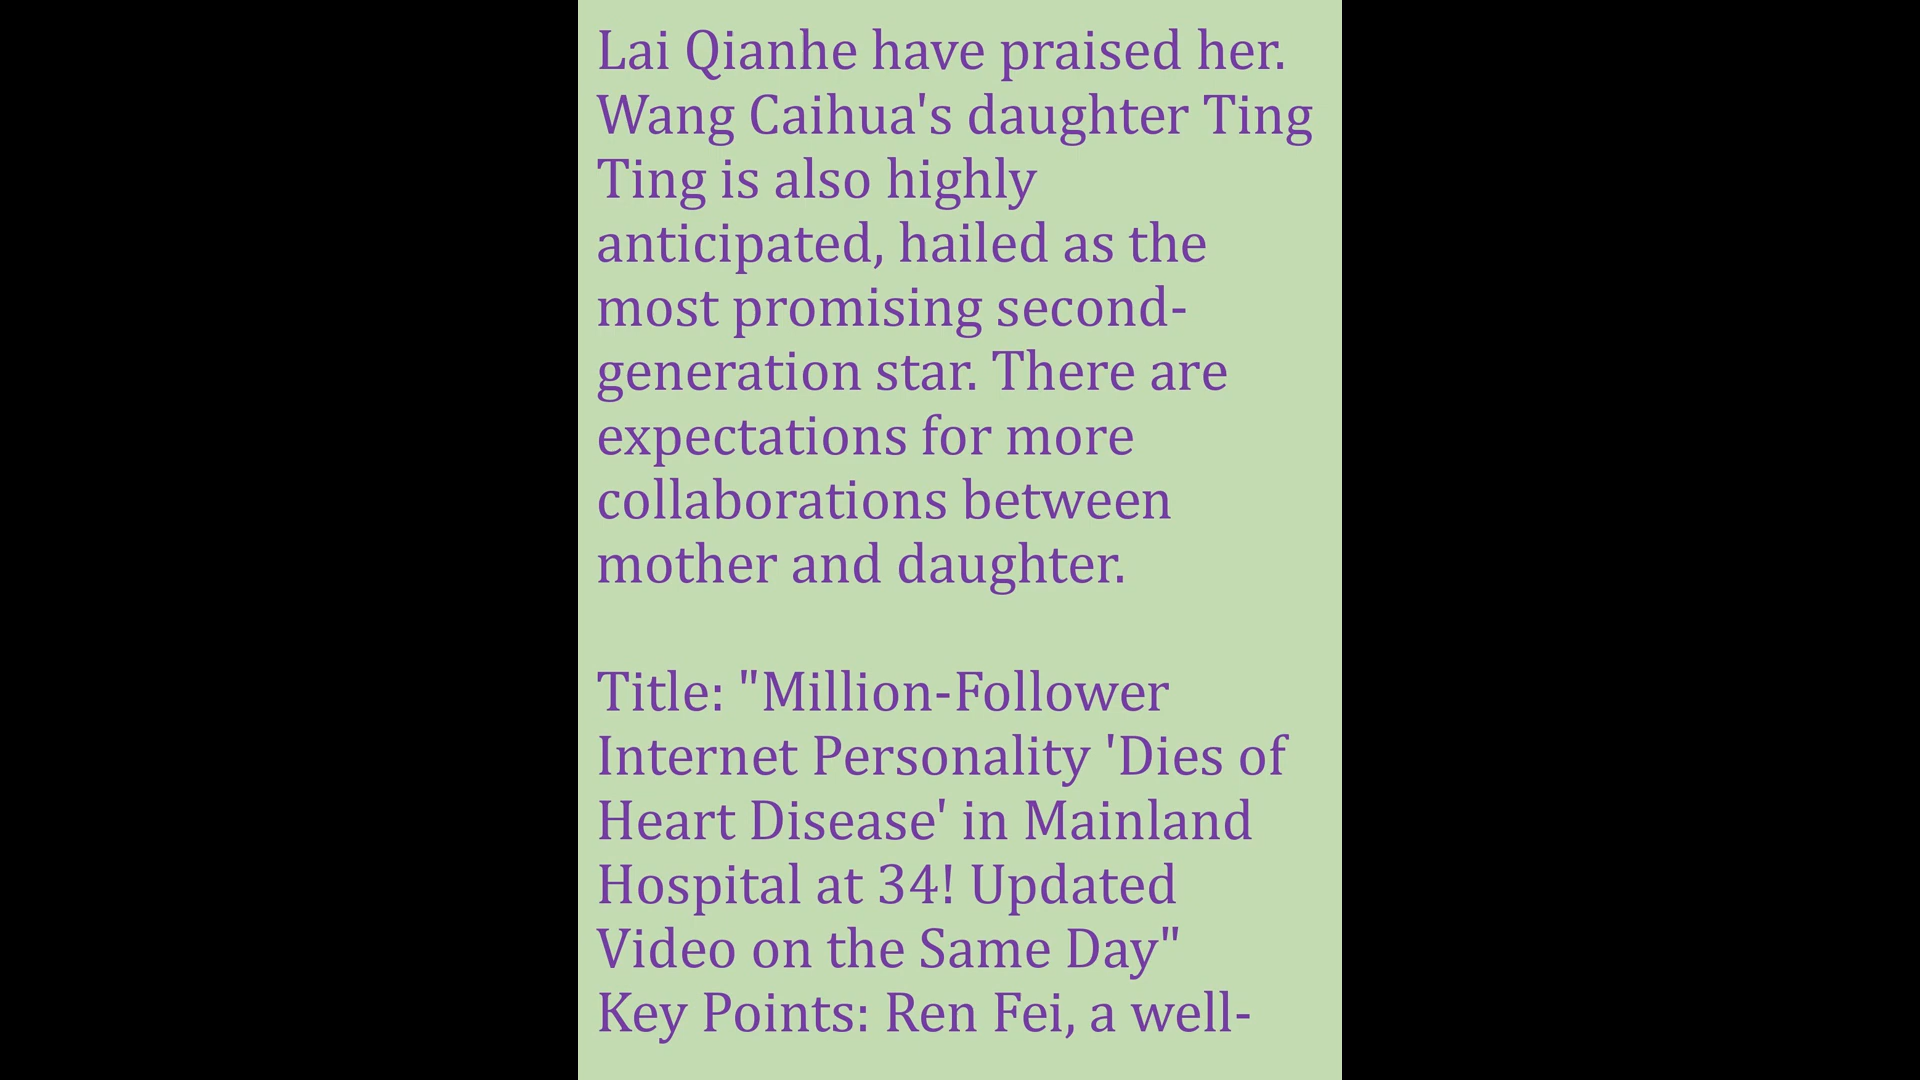 Lai Qianhe have praised her.
Wang Caihua's daughter Ting
Ting is also highly
anticipated, hailed as the
most promising second-
generation star. There are
expectations for more
collaborations between
mother and daughter.
Title: "Million-Follower
Internet Personality 'Dies of
Heart Disease' in Mainland
Hospital at 34! Updated
Video on the Same Day"
Key Points: Ren Fei, a well-